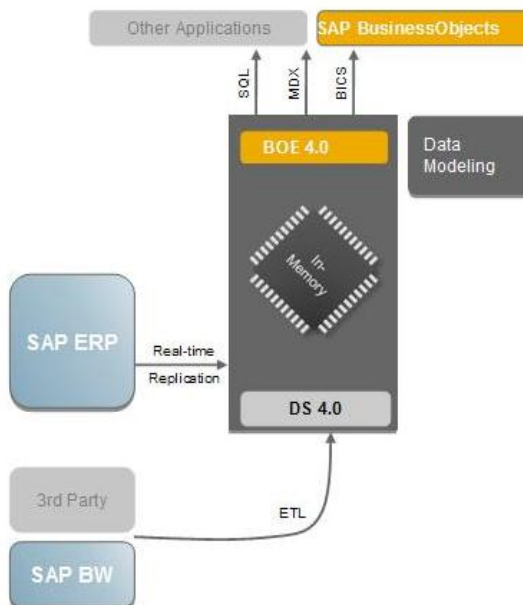 Other Applications
SAP BusinessObjects
SQL
MDX
BICS
BOE 4.0
Data
Modeling
In-
Memory
SAP ERP
Real-time
Replication
DS 4.0
3rd Party
ETL
SAP BW